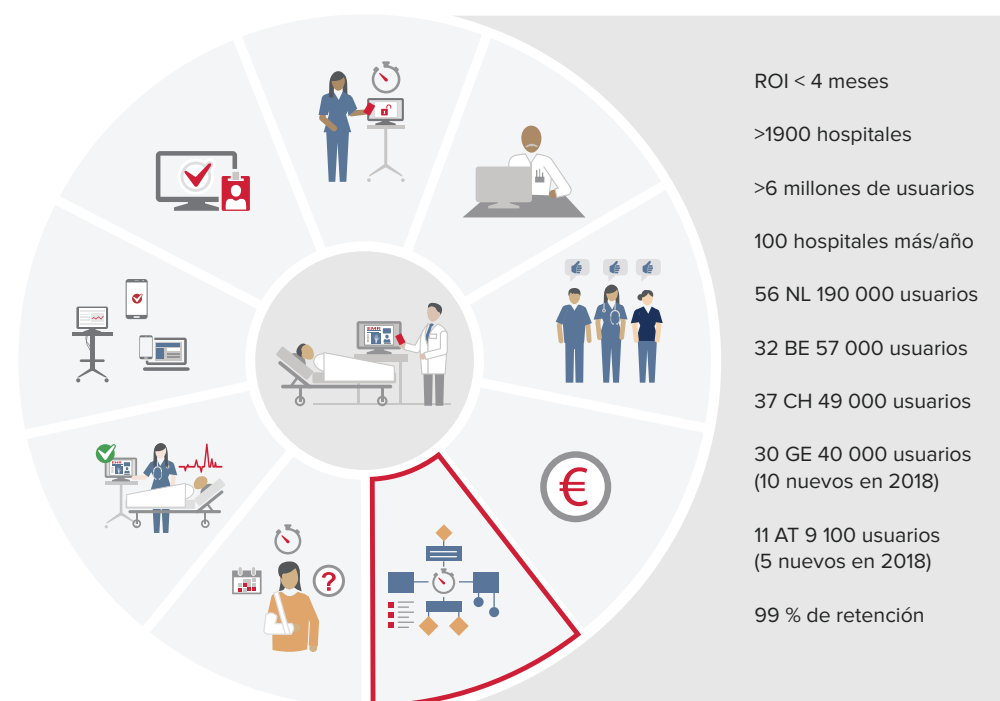 ROI < 4 meses
>1900 hospitales
>6 millones de usuarios
100 hospitales más/año
56 NL 190 000 usuarios
32 BE 57 000 usuarios
37 CH 49 000 usuarios
30 GE 40 000 usuarios
(10 nuevos en 2018)
11 AT 9 100 usuarios
(5 nuevos en 2018)
99 % de retención
EMR
EMR
€
?